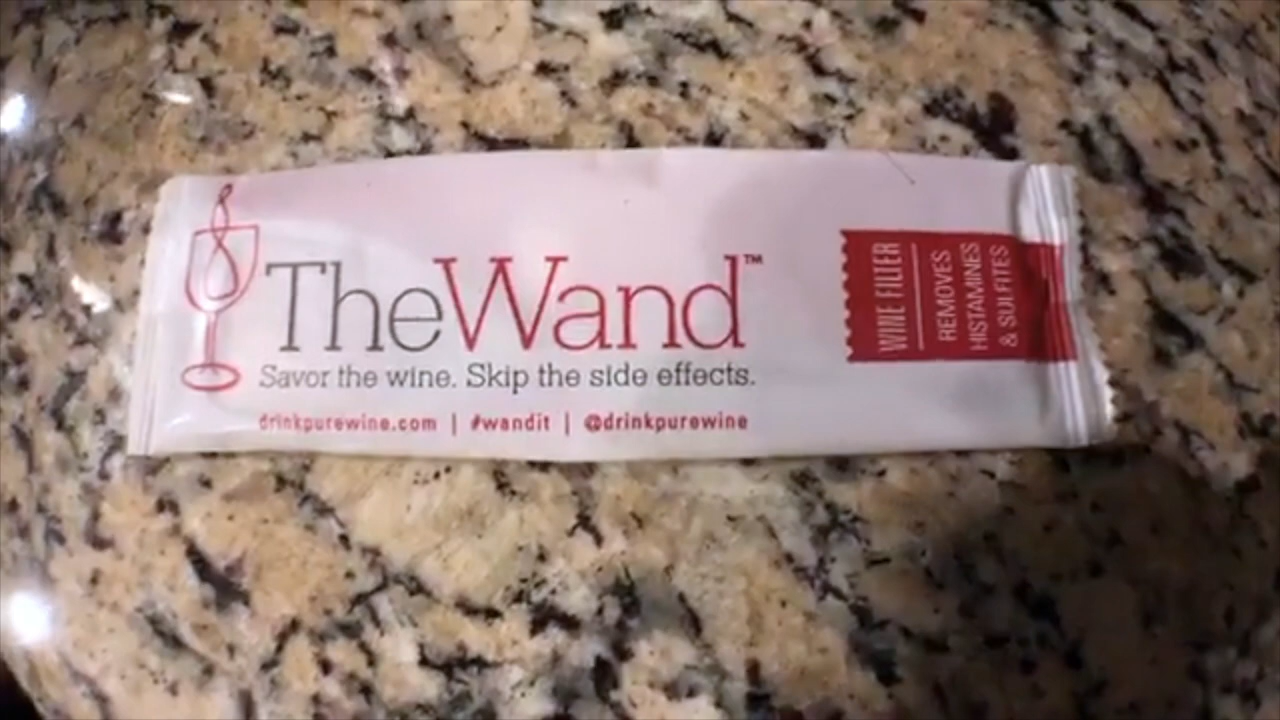 TheWand™
Savor the wine. Skip the side effects.
drinkpurewine.com | #wandit | @drinkpurewine
WINE FILTER
REMOVES
HISTAMINES
& SULFITES